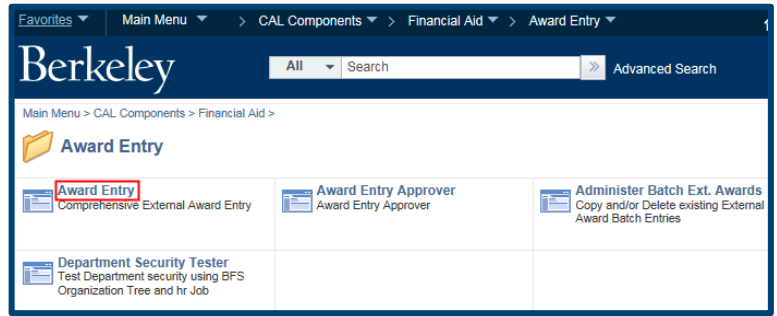 Favorites Main Menu > CAL Components > Financial Aid > Award Entry
Berkeley All Search » Advanced Search
Main Menu > CAL Components > Financial Aid >
Award Entry
Award Entry
Comprehensive External Award Entry
Award Entry Approver
Award Entry Approver
Administer Batch Ext. Awards
Copy and/or Delete existing External
Award Batch Entries
Department Security Tester
Test Department security using BFS
Organization Tree and hr Job